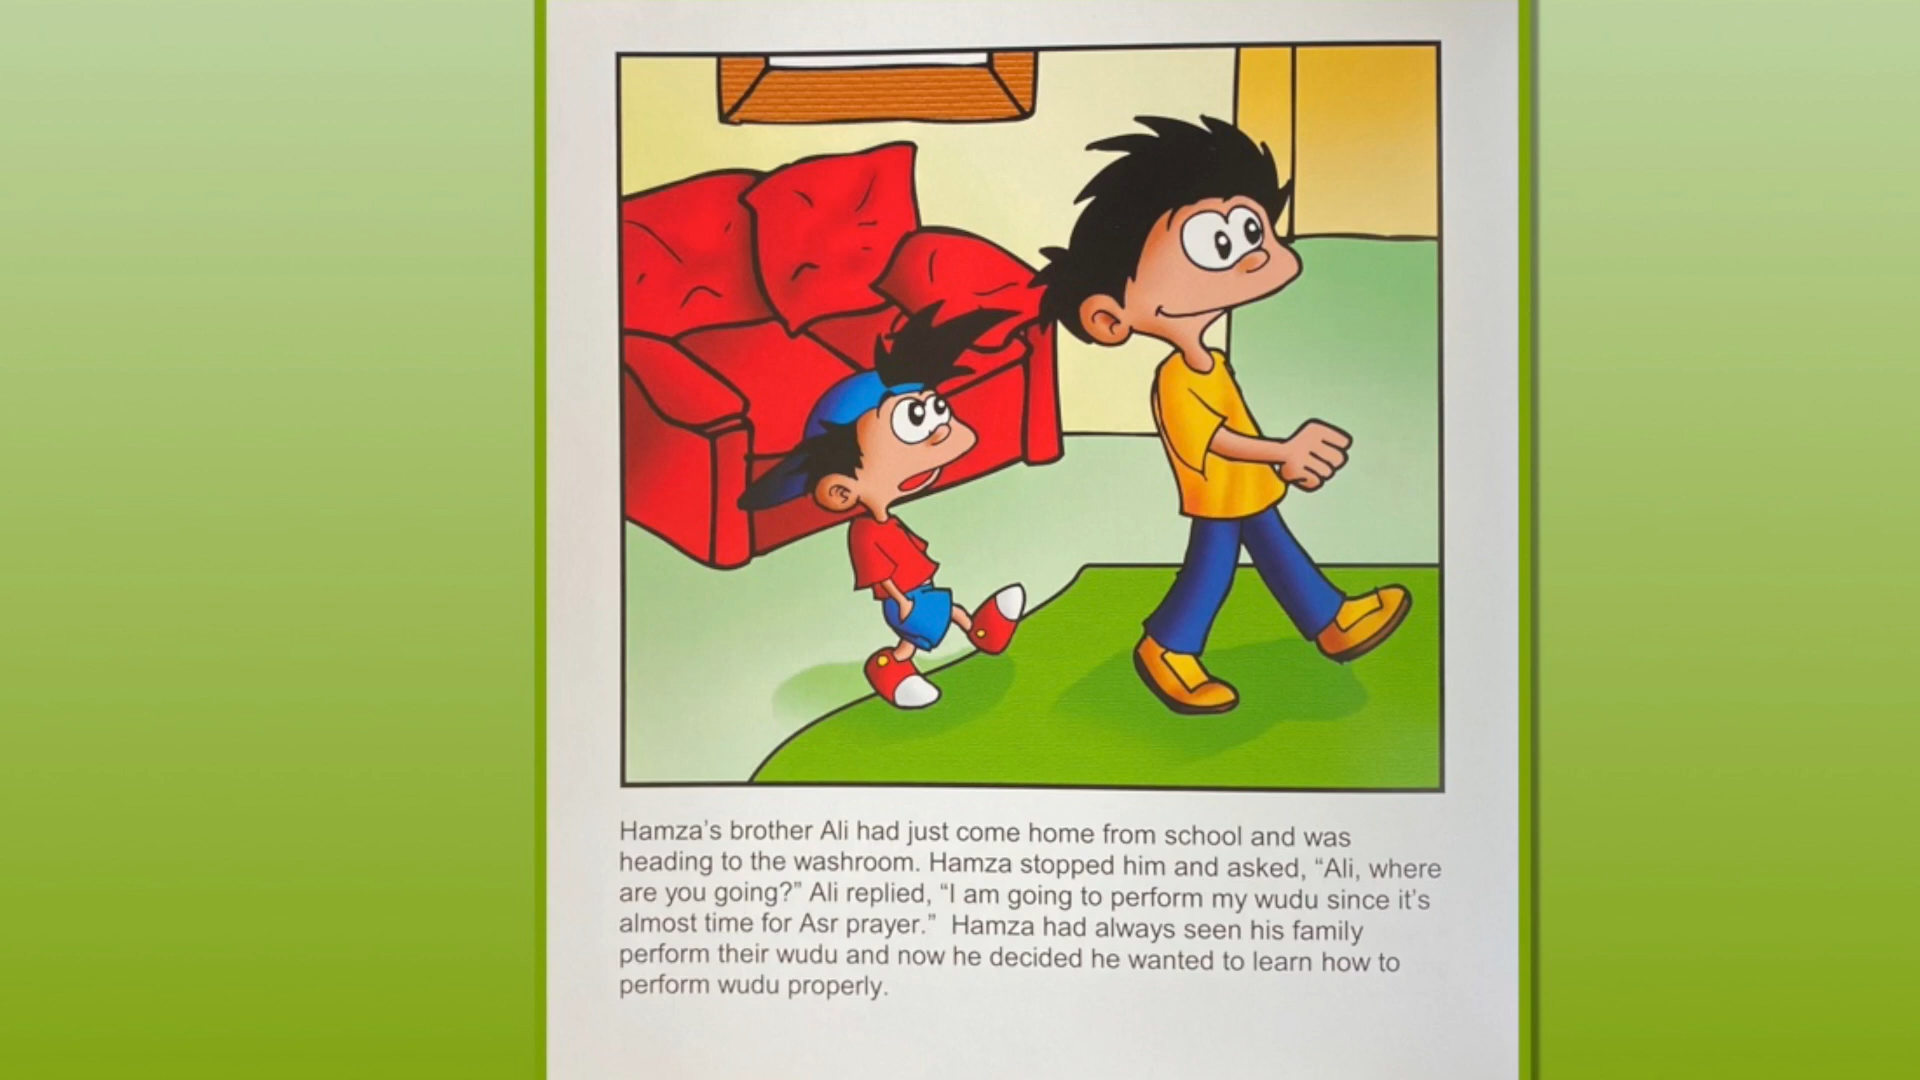 Hamza’s brother Ali had just come home from school and was
heading to the washroom. Hamza stopped him and asked, “Ali, where
are you going?” Ali replied, “I am going to perform my wudu since it’s
almost time for Asr prayer.”  Hamza had always seen his family
perform their wudu and now he decided he wanted to learn how to
perform wudu properly.